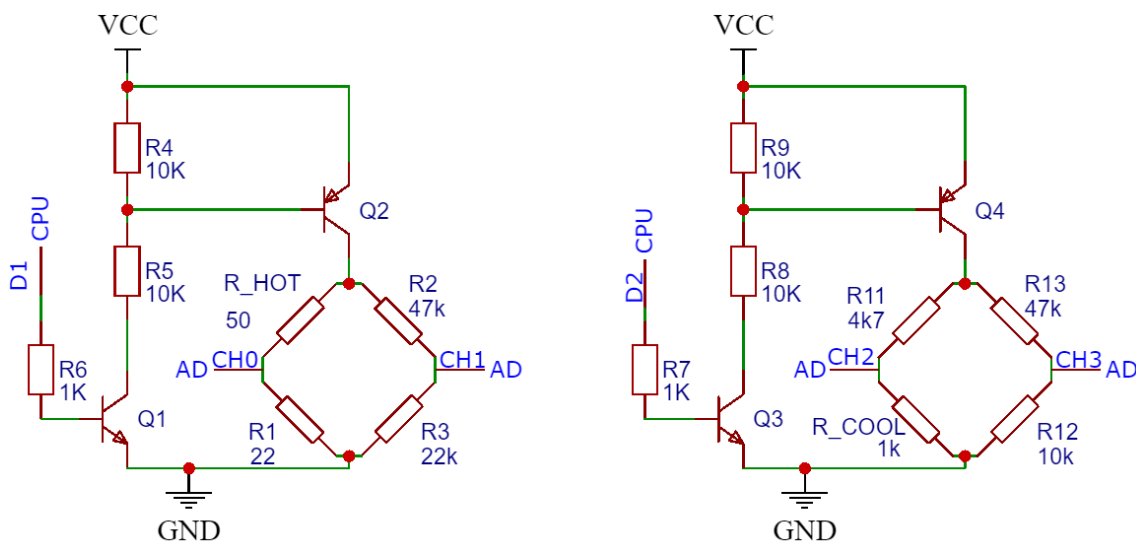 VCC
R4
10K
Q2
CPU
D1
R5
10K
R_HOT
50
R2
47k
R6
1K
AD
CH0
CH1
AD
Q1
R1
22
R3
22k
GND
VCC
R9
10K
Q4
CPU
D2
R8
10K
R11
4k7
R13
47k
R7
1K
AD
CH2
CH3
AD
Q3
R_COOL
1k
R12
10k
GND